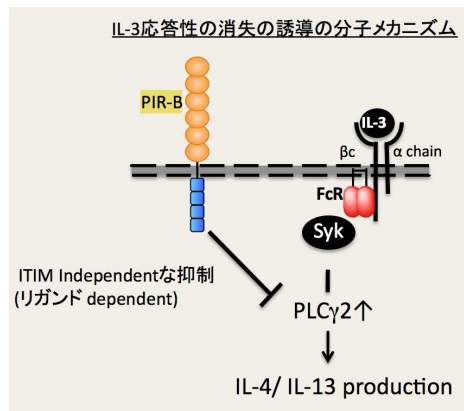 IL-3応答性の消失の誘導の分子メカニズム
PIR-B
IL-3
βc
α chain
FcR
Syk
ITIM Independentな抑制
(リガンド dependent)
PLCγ2↑
IL-4/ IL-13 production